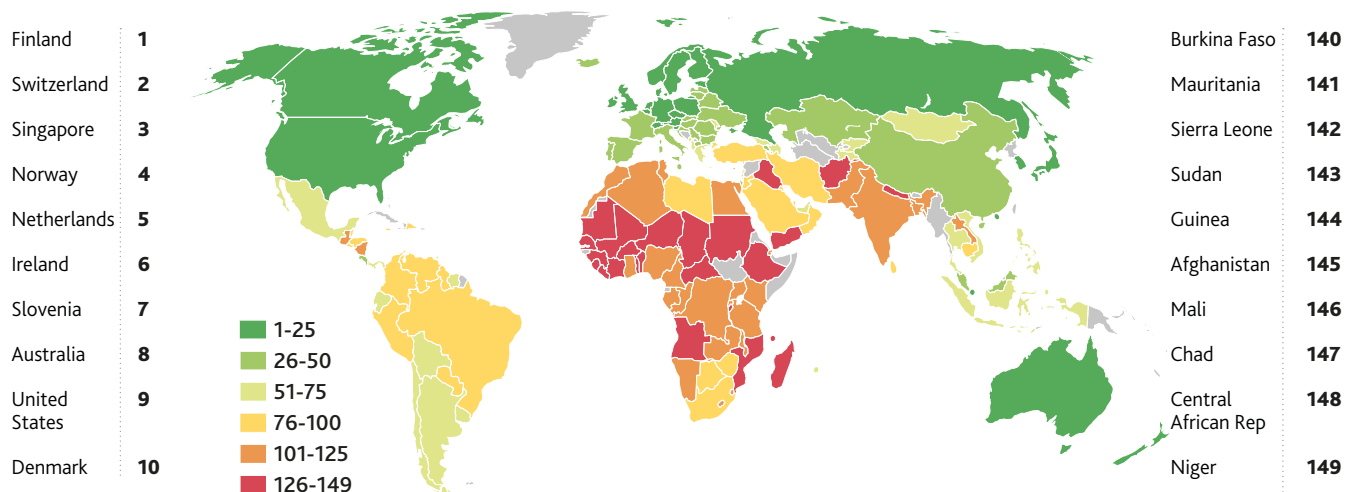 Finland 1
Switzerland 2
Singapore 3
Norway 4
Netherlands 5
Ireland 6
Slovenia 7
Australia 8
United 9
States
Denmark 10
1-25
26-50
51-75
76-100
101-125
126-149
Burkina Faso 140
Mauritania 141
Sierra Leone 142
Sudan 143
Guinea 144
Afghanistan 145
Mali 146
Chad 147
Central 148
African Rep
Niger 149